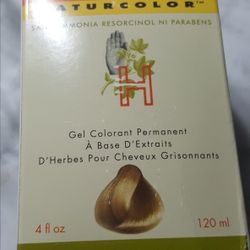 NATURCOLOR™
SANS AMMONIA RESORCINOL NI PARABENS
H
Gel Colorant Permanent
À Base D'Extraits
D'Herbes Pour Cheveux Grisonnants
4 fl oz 120 ml